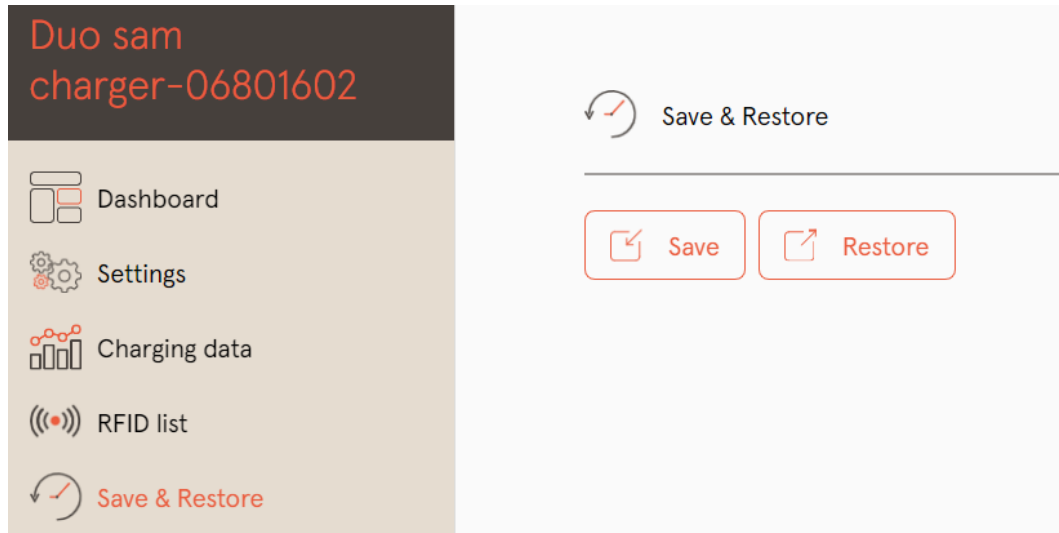 Duo sam
charger-06801602
Dashboard
Settings
Charging data
RFID list
Save & Restore
Save & Restore
Save
Restore